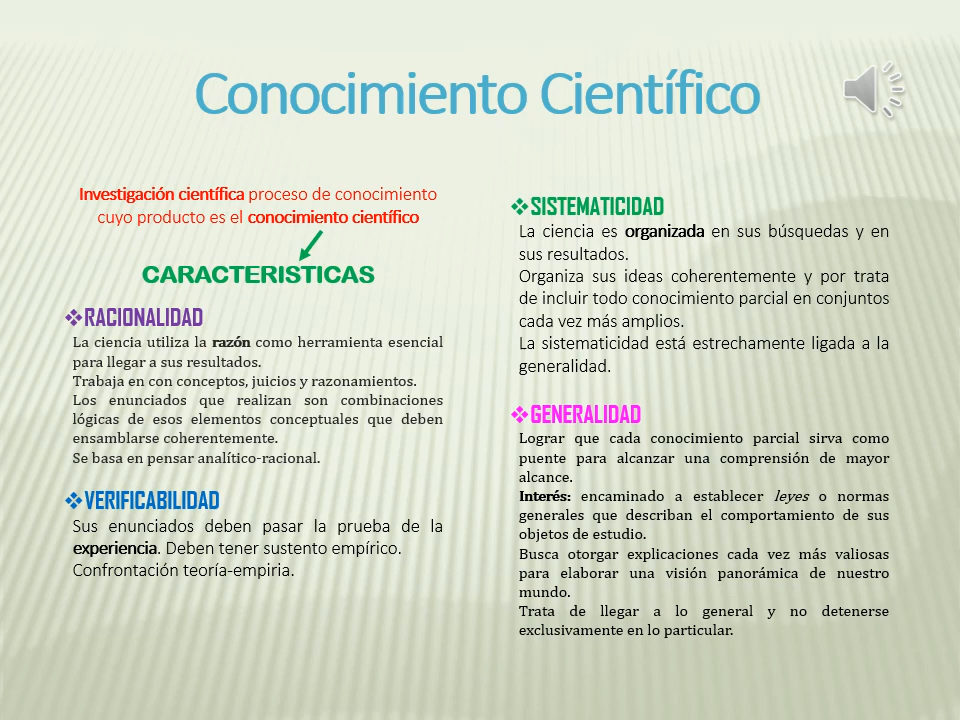 Conocimiento Científico
Investigación científica proceso de conocimiento
cuyo producto es el conocimiento científico
CARACTERISTICAS
RACIONALIDAD
La ciencia utiliza la razón como herramienta esencial
para llegar a sus resultados.
Trabaja en con conceptos, juicios y razonamientos.
Los enunciados que realizan son combinaciones
lógicas de esos elementos conceptuales que deben
ensamblarse coherentemente.
Se basa en pensar analítico-racional.
VERIFICABILIDAD
Sus enunciados deben pasar la prueba de la
experiencia. Deben tener sustento empírico.
Confrontación teoría-empiria.
SISTEMATICIDAD
La ciencia es organizada en sus búsquedas y en
sus resultados.
Organiza sus ideas coherentemente y por trata
de incluir todo conocimiento parcial en conjuntos
cada vez más amplios.
La sistematicidad está estrechamente ligada a la
generalidad.
GENERALIDAD
Lograr que cada conocimiento parcial sirva como
puente para alcanzar una comprensión de mayor
alcance.
Interés: encaminado a establecer leyes o normas
generales que describan el comportamiento de sus
objetos de estudio.
Busca otorgar explicaciones cada vez más valiosas
para elaborar una visión panorámica de nuestro
mundo.
Trata de llegar a lo general y no detenerse
exclusivamente en lo particular.